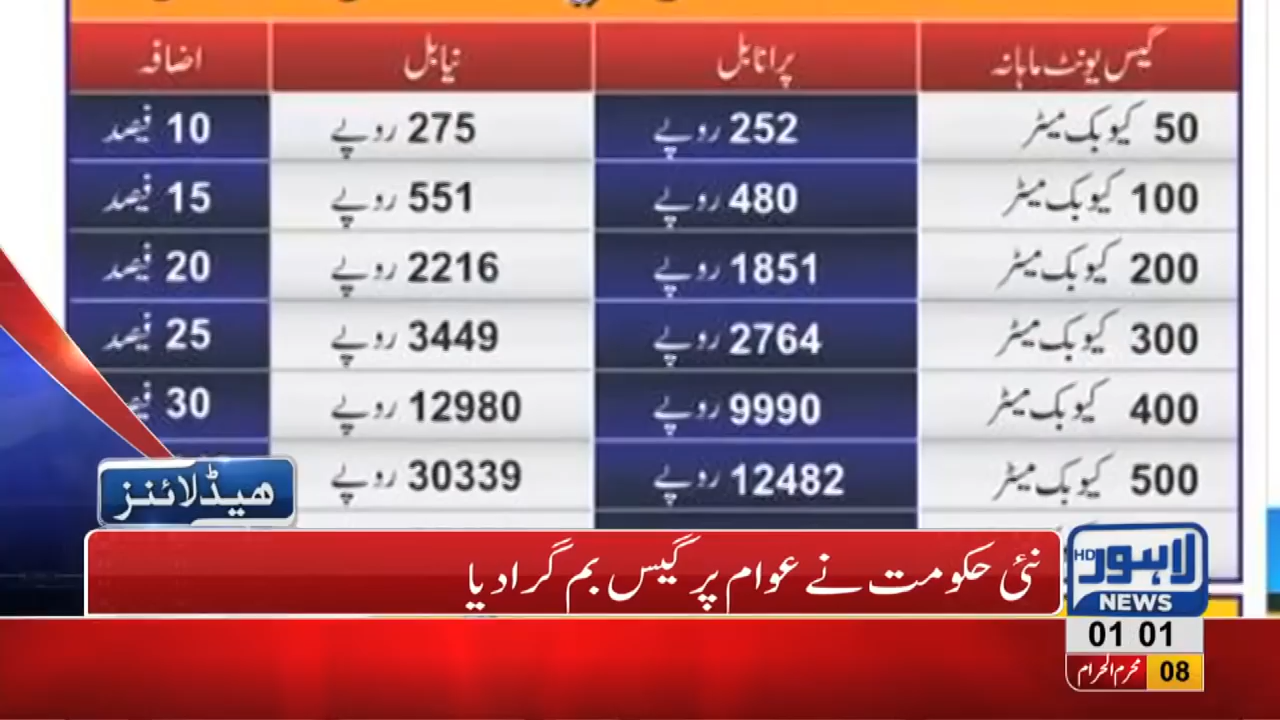 گیس یونٹ ماہانہ پرانا بل نیا بل اضافہ
50 کیوبک میٹر 252 روپے 275 روپے 10 فیصد
100 کیوبک میٹر 480 روپے 551 روپے 15 فیصد
200 کیوبک میٹر 1851 روپے 2216 روپے 20 فیصد
300 کیوبک میٹر 2764 روپے 3449 روپے 25 فیصد
400 کیوبک میٹر 9990 روپے 12980 روپے 30
500 کیوبک میٹر 12482 روپے 30339 روپے
ھیڈلائنز
نئی حکومت نے عوام پر گیس بم گرا دیا
لاہور HD
NEWS
01 01
08 محرم الحرام